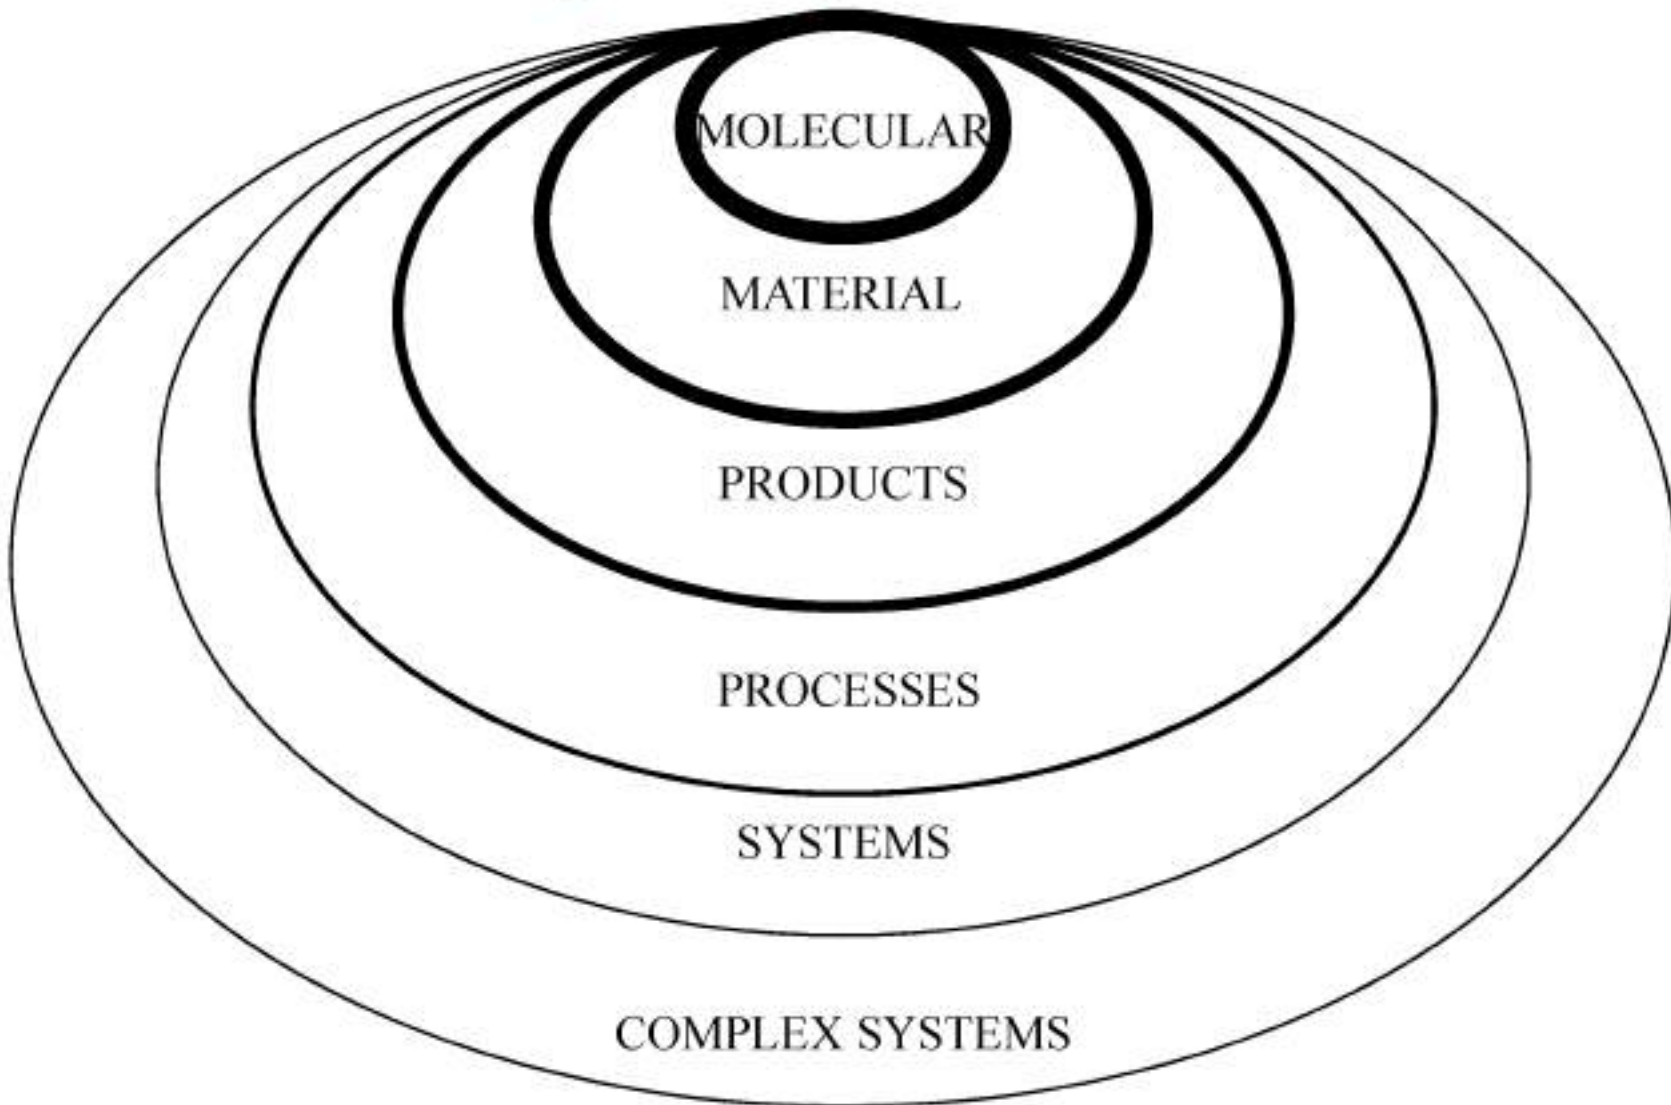 MOLECULAR
MATERIAL
PRODUCTS
PROCESSES
SYSTEMS
COMPLEX SYSTEMS